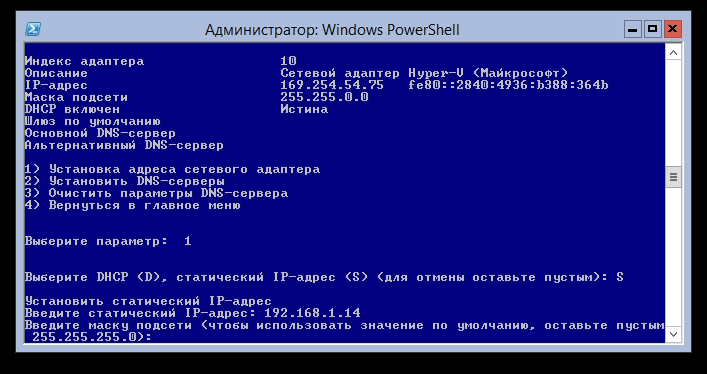 Администратор: Windows PowerShell
Индекс адаптера 10
Описание Сетевой адаптер Hyper-V (Майкрософт)
IP-адрес 169.254.54.75 fe80::2840:4936:b388:364b
Маска подсети 255.255.0.0
DHCP включен Истина
Шлюз по умолчанию
Основной DNS-сервер
Альтернативный DNS-сервер
1) Установка адреса сетевого адаптера
2) Установить DNS-серверы
3) Очистить параметры DNS-сервера
4) Вернуться в главное меню
Выберите параметр: 1
Выберите DHCP (D), статический IP-адрес (S) (для отмены оставьте пустым): S
Установить статический IP-адрес
Введите статический IP-адрес: 192.168.1.14
Введите маску подсети (чтобы использовать значение по умолчанию, оставьте пустым
255.255.255.0):